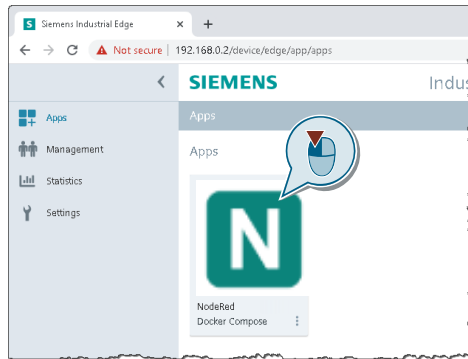 S Siemens Industrial Edge
Not secure | 192.168.0.2/device/edge/app/apps
SIEMENS
Indus
Apps
Management
Statistics
Settings
Apps
Apps
N
NodeRed
Docker Compose